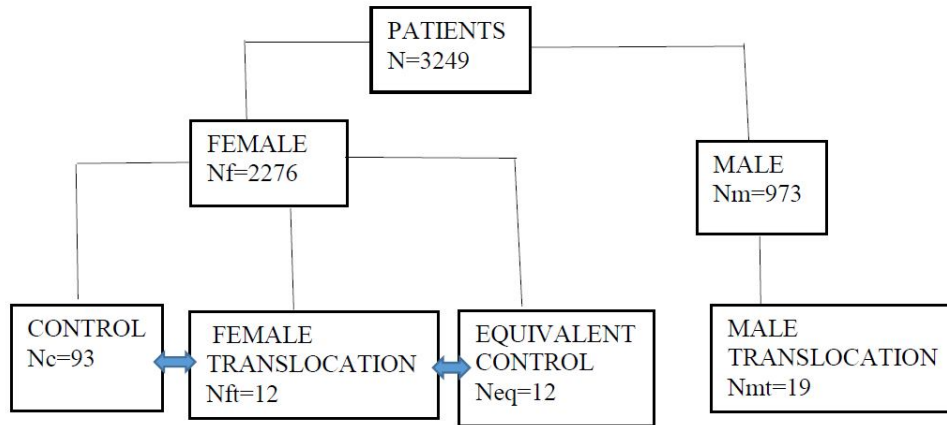 PATIENTS
N=3249
FEMALE
Nf=2276
MALE
Nm=973
CONTROL
Nc=93
FEMALE
TRANSLOCATION
Nft=12
EQUIVALENT
CONTROL
Neq=12
MALE
TRANSLOCATION
Nmt=19